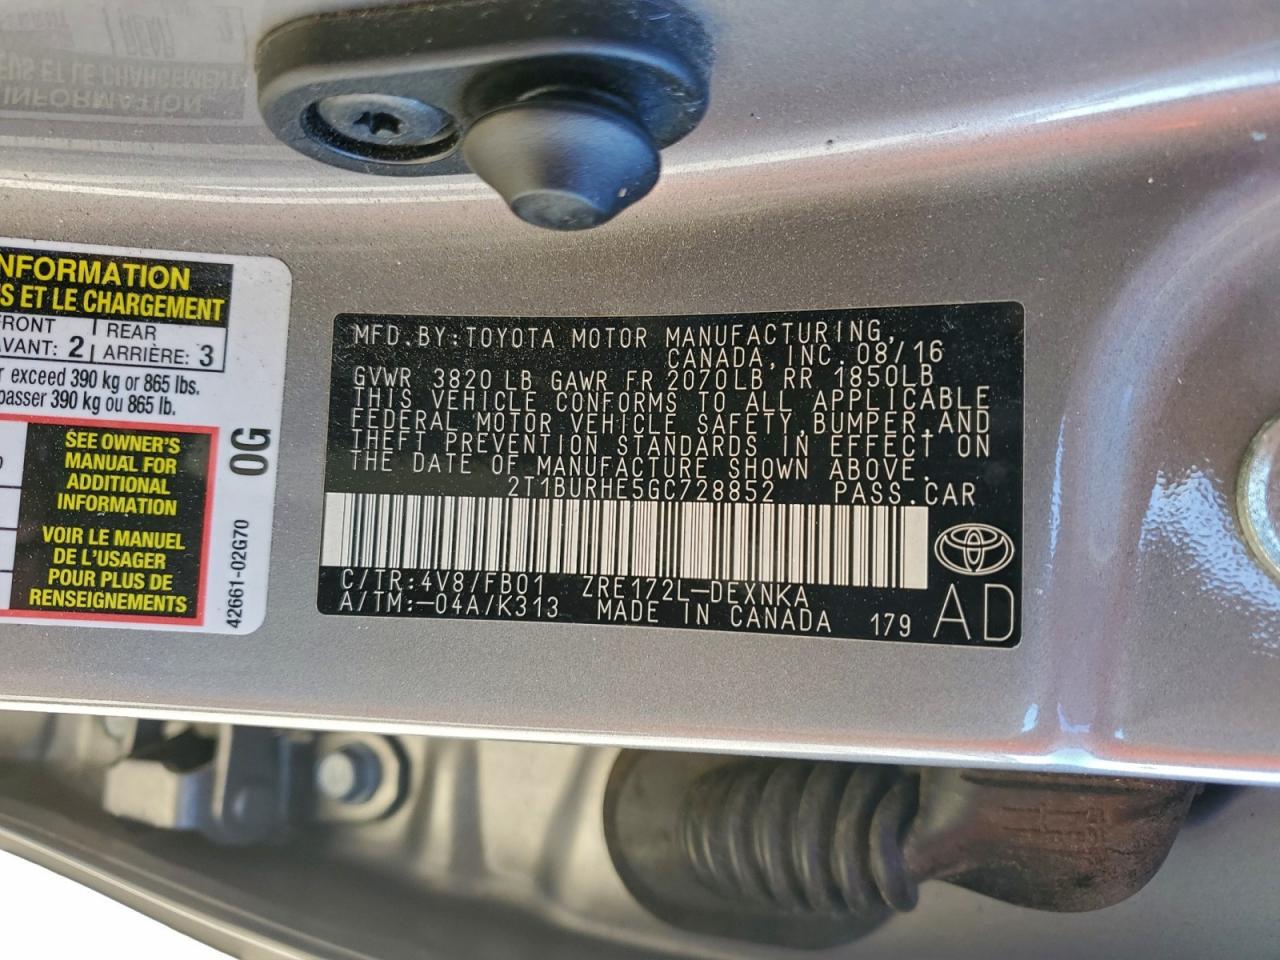 NFORMATION
S ET LE CHARGEMENT
FRONT 2 REAR 3
AVANT: ARRIÈRE:
r exceed 390 kg or 865 lbs.
passer 390 kg ou 865 lb.
SEE OWNER'S
MANUAL FOR
ADDITIONAL
INFORMATION
VOIR LE MANUEL
DE L'USAGER
POUR PLUS DE
RENSEIGNEMENTS
0G
42661-02G70
MFD.BY:TOYOTA MOTOR MANUFACTURING,
CANADA, INC. 08/16
GVWR 3820 LB GAWR FR 2070LB RR 1850LB
THIS VEHICLE CONFORMS TO ALL APPLICABLE
FEDERAL MOTOR VEHICLE SAFETY,BUMPER,AND
THEFT PREVENTION STANDARDS IN EFFECT ON
THE DATE OF MANUFACTURE SHOWN ABOVE.
2T1BURHE5GC728852 PASS.CAR
C/TR:4V8/FB01 ZRE172L-DEXNKA
A/TM:-04A/K313 MADE IN CANADA 179 AD